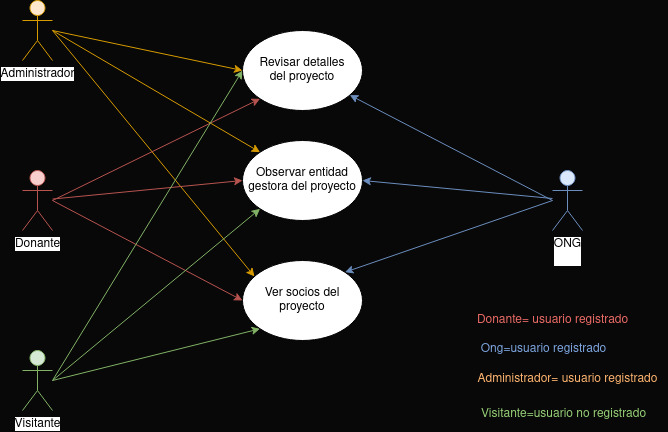 Administrador
Revisar detalles
del proyecto
Observar entidad
gestora del proyecto
Donante
ONG
Ver socios del
proyecto
Visitante
Donante= usuario registrado
Ong=usuario registrado
Administrador= usuario registrado
Visitante=usuario no registrado